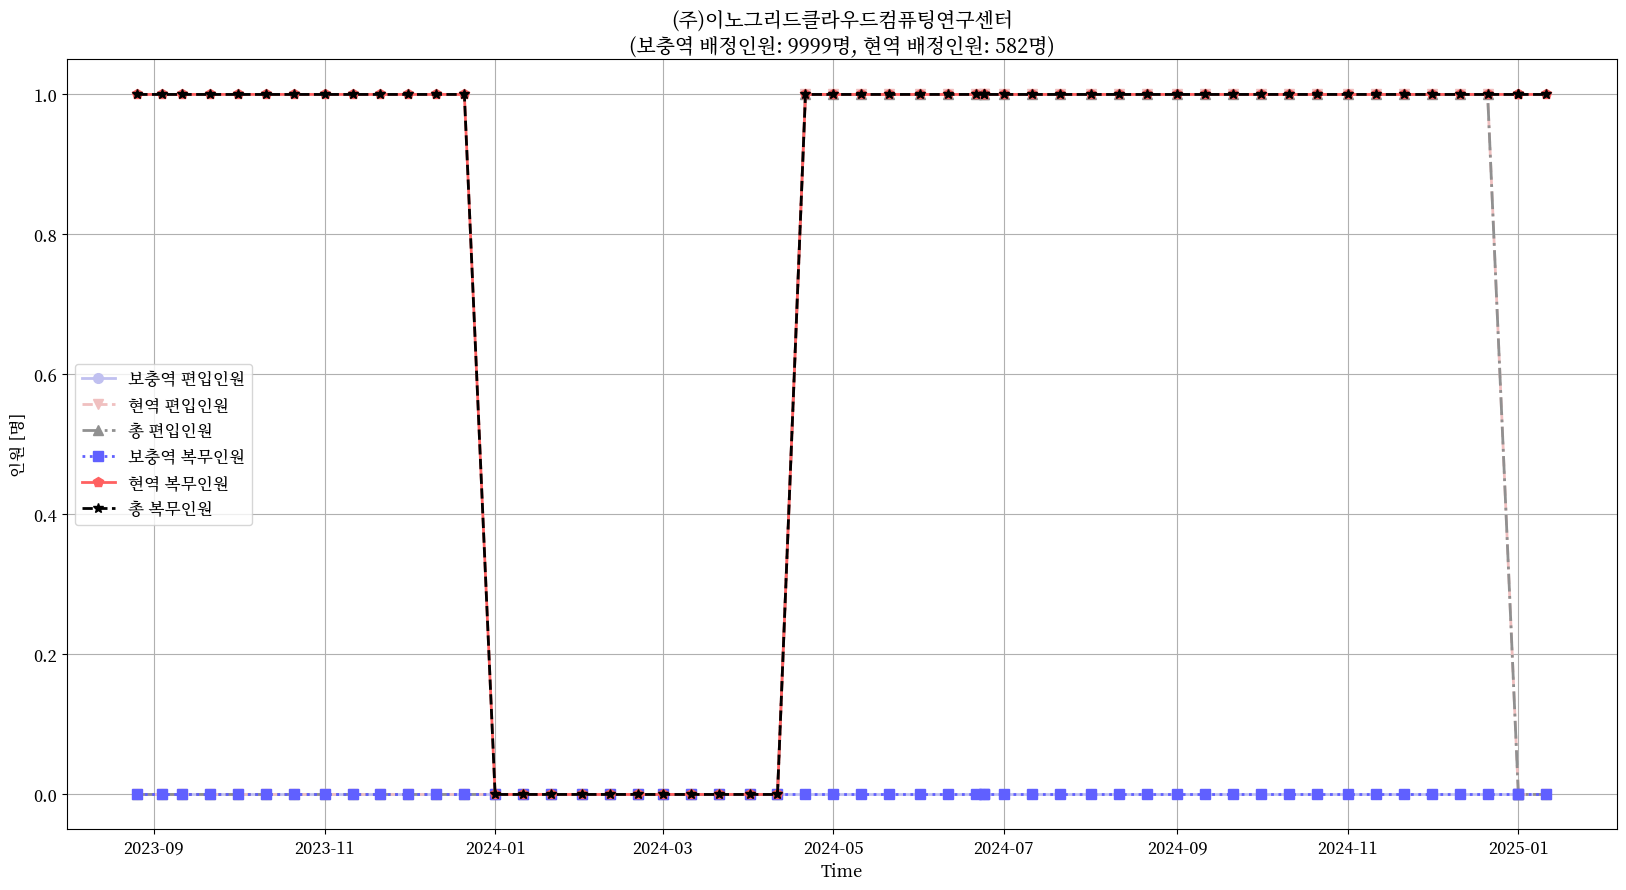 (주)이노그리드클라우드컴퓨팅연구센터
(보충역 배정인원: 9999명, 현역 배정인원: 582명)
1.0
0.8
0.6
0.4
0.2
0.0
인원 [명]
보충역 편입인원
현역 편입인원
총 편입인원
보충역 복무인원
현역 복무인원
총 복무인원
2023-09 2023-11 2024-01 2024-03 2024-05 2024-07 2024-09 2024-11 2025-01
Time